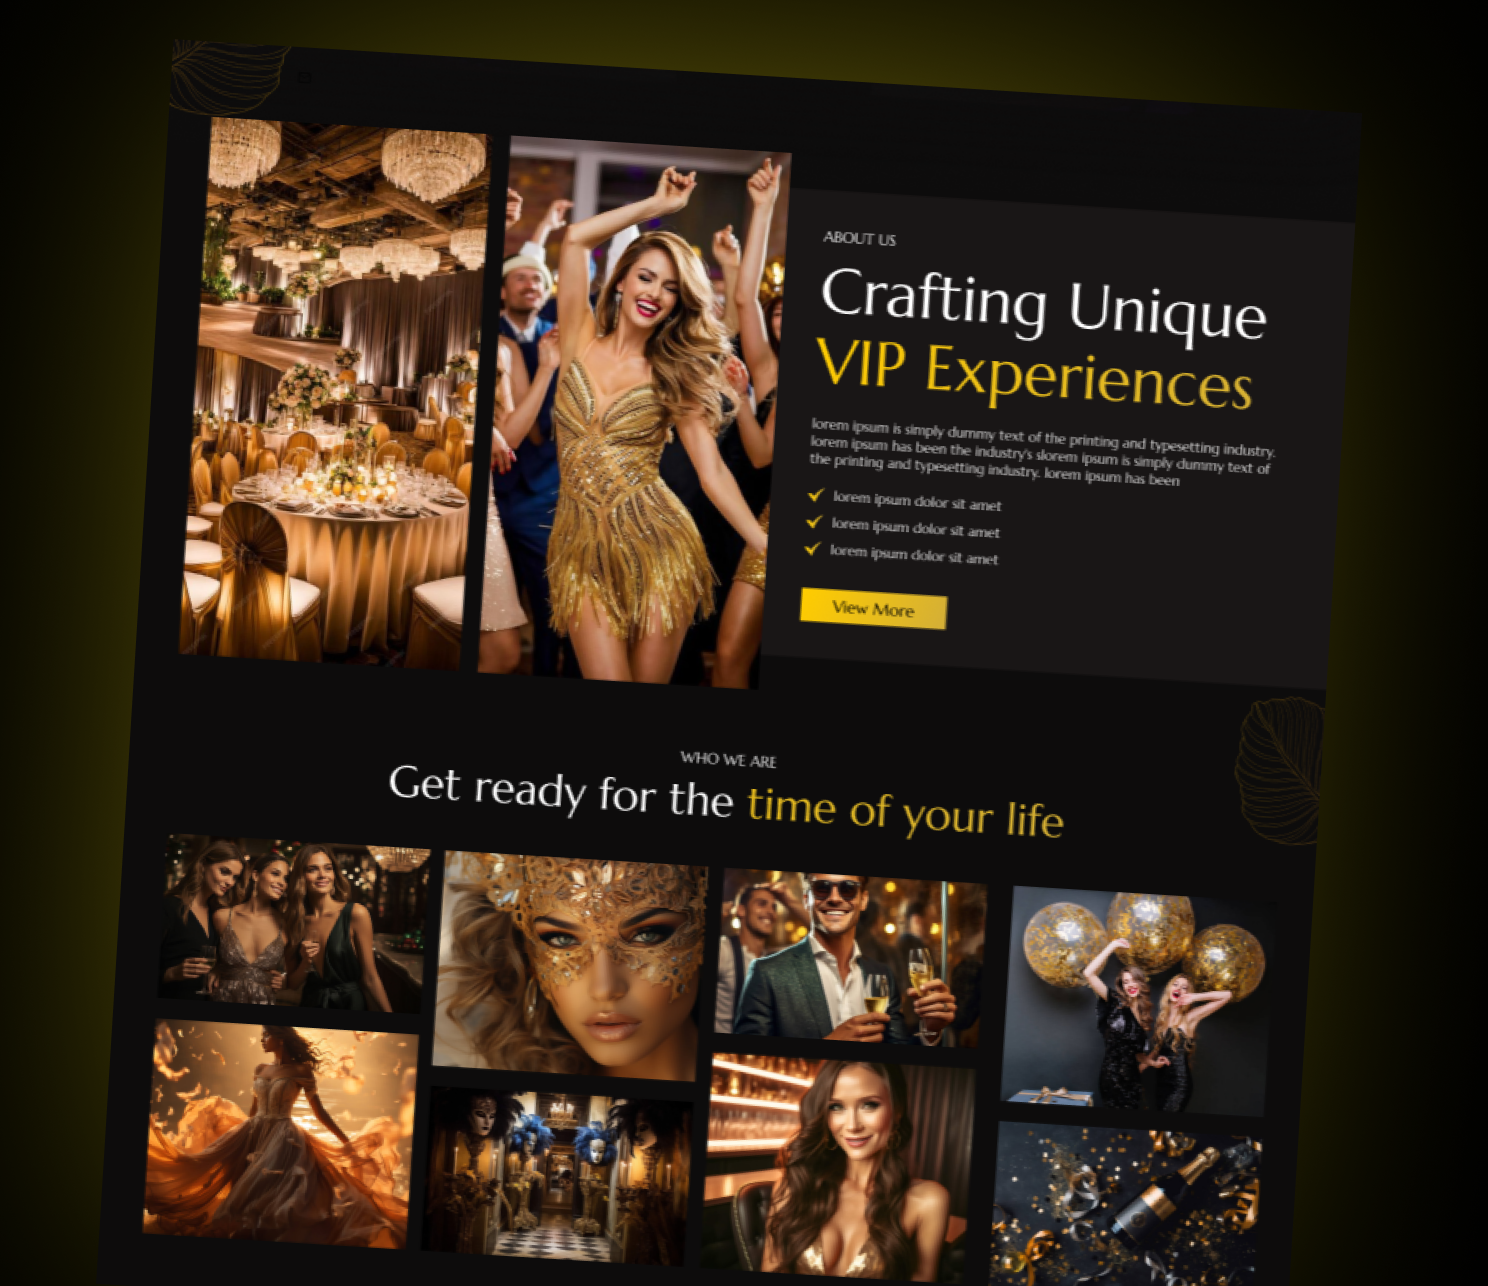 ABOUT US
Crafting Unique
VIP Experiences
lorem ipsum is simply dummy text of the printing and typesetting industry.
lorem ipsum has been the industry's slorem ipsum is simply dummy text of
the printing and typesetting industry. lorem ipsum has been
lorem ipsum dolor sit amet
lorem ipsum dolor sit amet
lorem ipsum dolor sit amet
View More
WHO WE ARE
Get ready for the time of your life